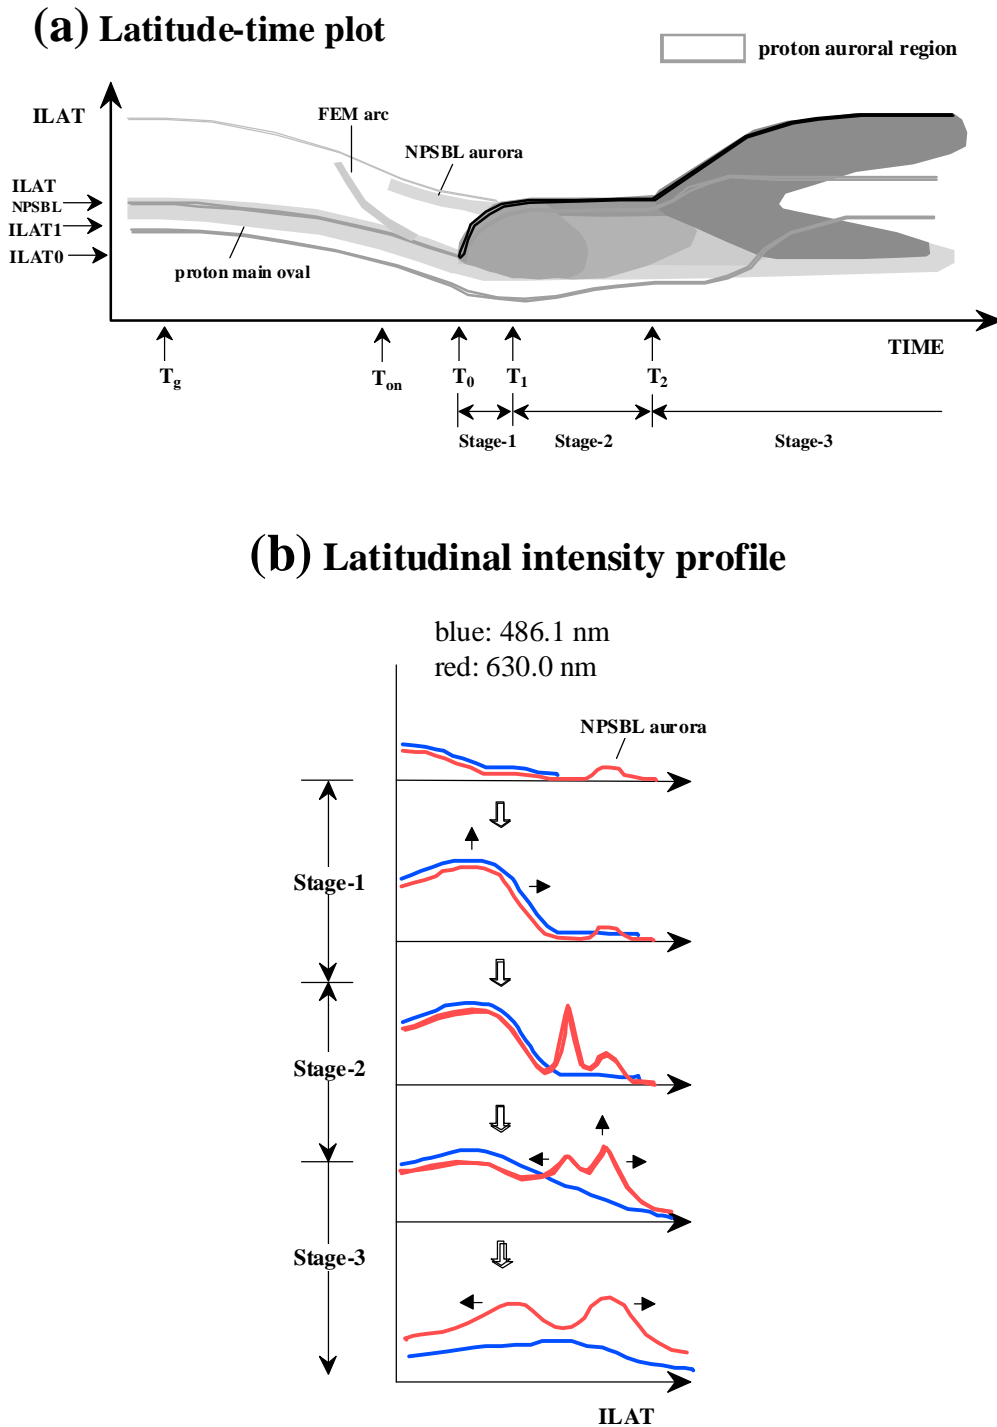 (a) Latitude-time plot
proton auroral region
ILAT
FEM arc
NPSBL aurora
ILAT
NPSBL
ILAT1
ILAT0
proton main oval
TIME
Tg
Ton
T0
T1
T2
Stage-1
Stage-2
Stage-3
(b) Latitudinal intensity profile
blue: 486.1 nm
red: 630.0 nm
NPSBL aurora
Stage-1
Stage-2
Stage-3
ILAT